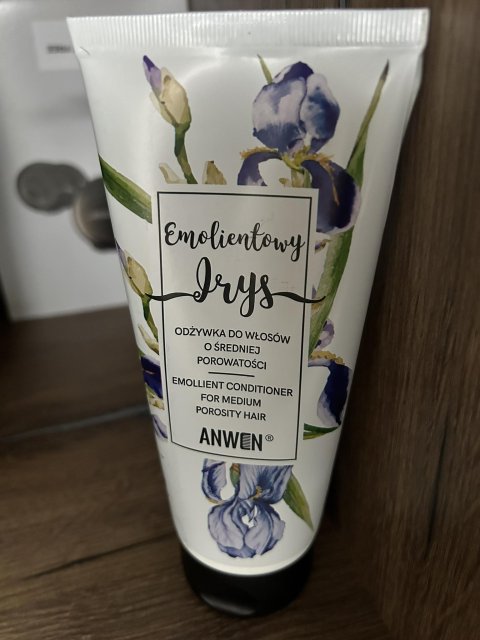 Emolientowy
Irys
ODŻYWKA DO WŁOSÓW
O ŚREDNIEJ
POROWATOŚCI
EMOLLIENT CONDITIONER
FOR MEDIUM
POROSITY HAIR
ANWEN®